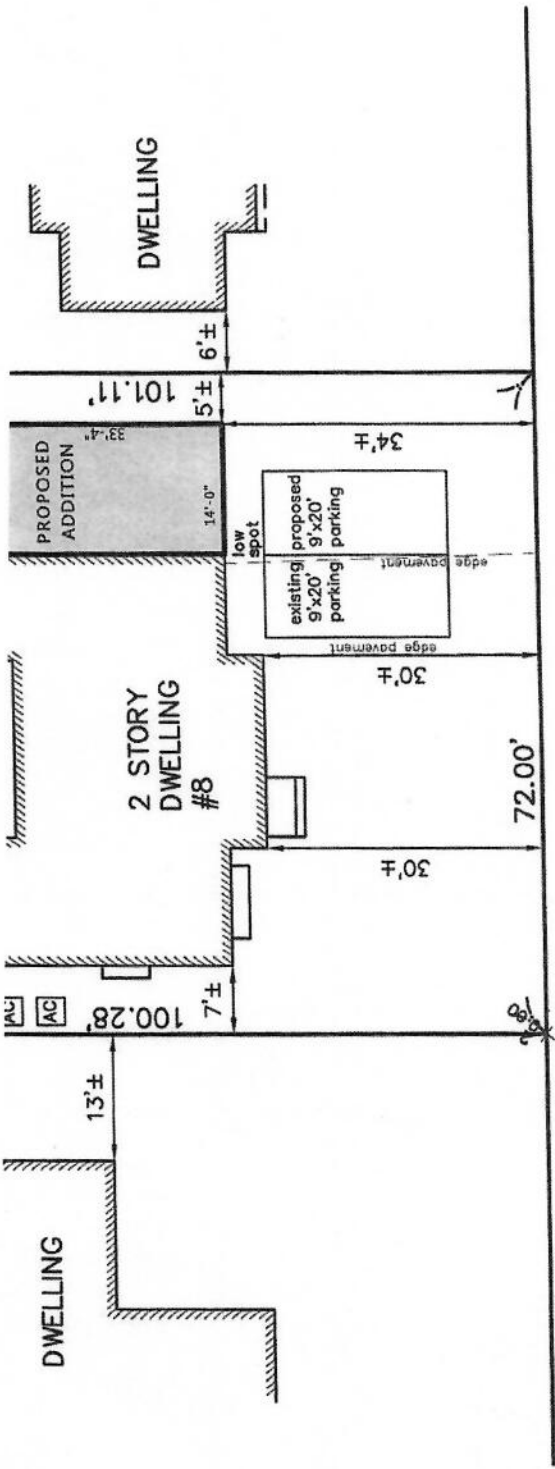 DWELLING
13'±
AC
AC
100.28'
7'±
2 STORY
DWELLING
#8
30'±
30'±
72.00'
PROPOSED
ADDITION
33'-4"
14'-0"
low
spot
existing
9'x20'
parking
proposed
9'x20'
parking
edge pavement
edge pavement
34'±
101.11'
5'±
6'±
DWELLING